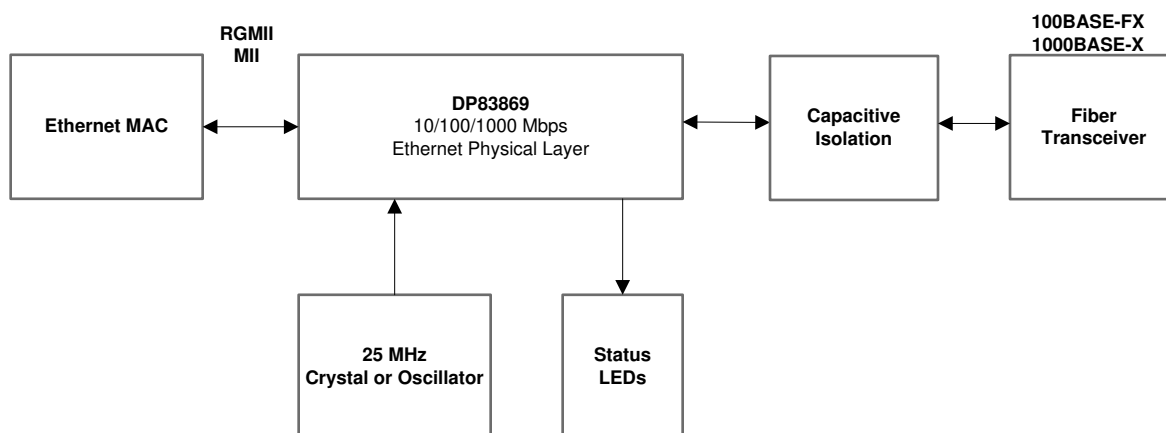 RGMII
MII
100BASE-FX
1000BASE-X
Ethernet MAC
DP83869
10/100/1000 Mbps
Ethernet Physical Layer
Capacitive
Isolation
Fiber
Transceiver
25 MHz
Crystal or Oscillator
Status
LEDs